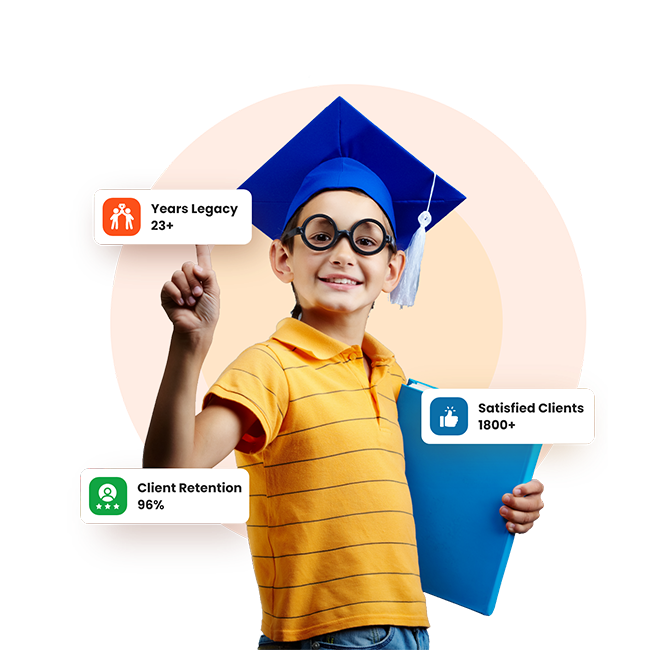 Years Legacy
23+
Satisfied Clients
1800+
Client Retention
96%